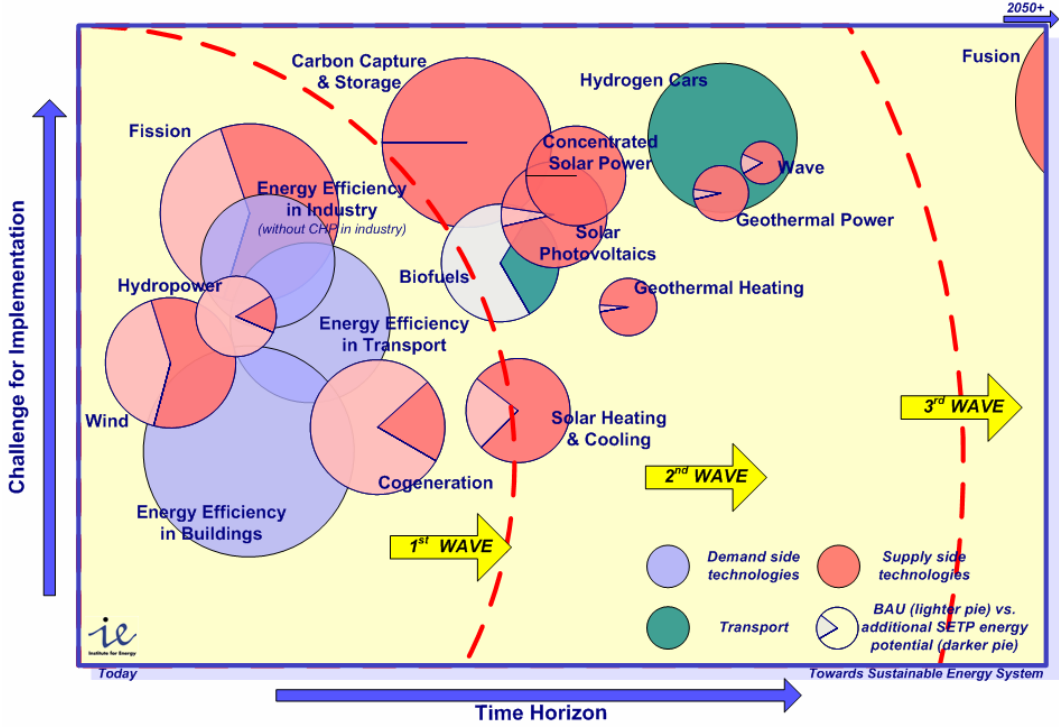 2050+
Fusion
Carbon Capture
& Storage
Hydrogen Cars
Fission
Concentrated
Solar Power
Wave
Energy Efficiency
in Industry
(without CHP in industry)
Geothermal Power
Solar
Photovoltaics
Biofuels
Hydropower
Geothermal Heating
Energy Efficiency
in Transport
Wind
Solar Heating
& Cooling
Cogeneration
Energy Efficiency
in Buildings
1st WAVE
2nd WAVE
3rd WAVE
Demand side
technologies
Supply side
technologies
Transport
BAU (lighter pie) vs.
additional SETP energy
potential (darker pie)
ie
Institute for Energy
Today
Towards Sustainable Energy System
Time Horizon
Challenge for Implementation